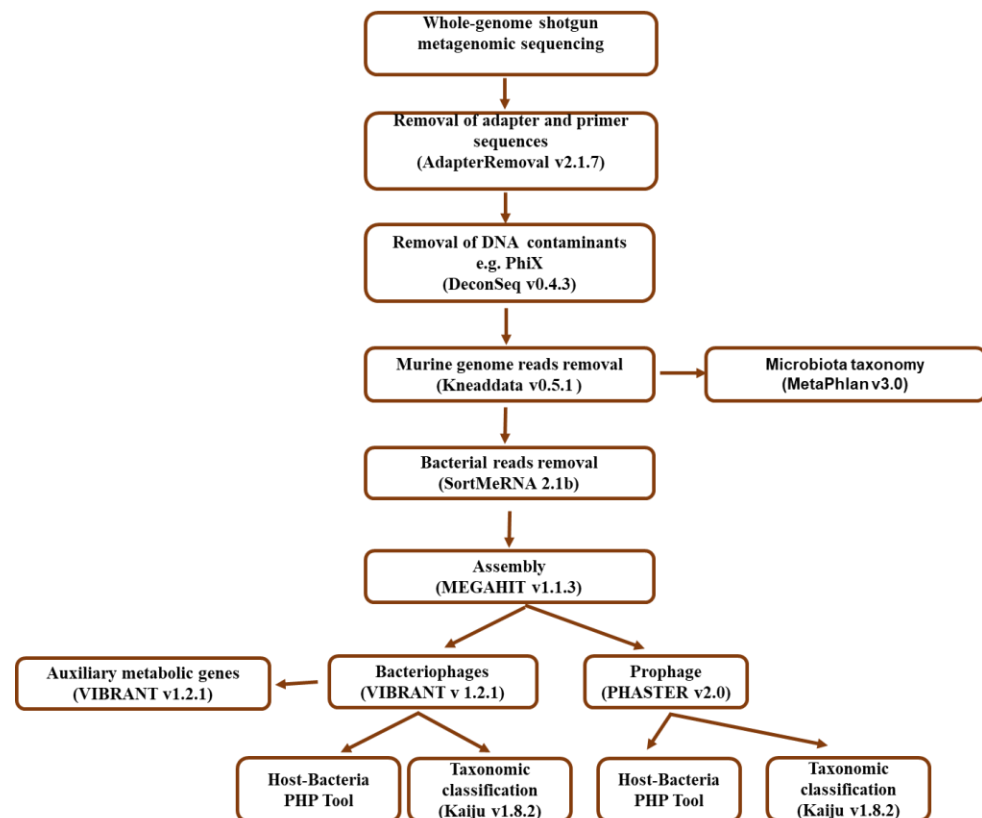 Whole-genome shotgun
metagenomic sequencing
Removal of adapter and primer
sequences
(AdapterRemoval v2.1.7)
Removal of DNA contaminants
e.g. PhiX
(DeconSeq v0.4.3)
Murine genome reads removal
(Kneaddata v0.5.1)
Microbiota taxonomy
(MetaPhlan v3.0)
Bacterial reads removal
(SortMeRNA 2.1b)
Assembly
(MEGAHIT v1.1.3)
Auxiliary metabolic genes
(VIBRANT v1.2.1)
Bacteriophages
(VIBRANT v 1.2.1)
Prophage
(PHASTER v2.0)
Host-Bacteria
PHP Tool
Taxonomic
classification
(Kaiju v1.8.2)
Host-Bacteria
PHP Tool
Taxonomic
classification
(Kaiju v1.8.2)